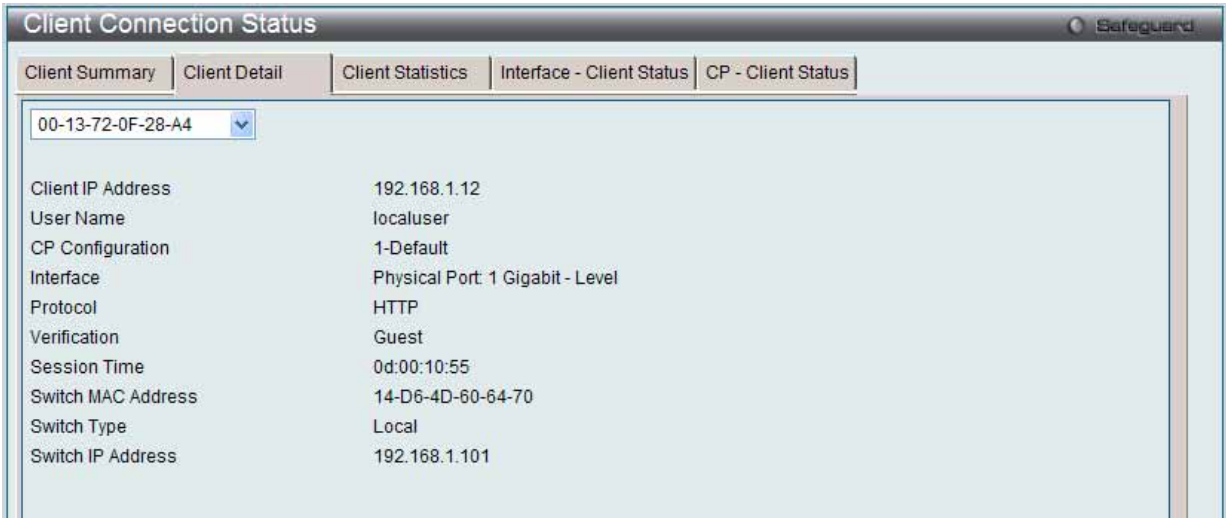 Client Connection Status
Safeguard
Client Summary Client Detail Client Statistics Interface - Client Status CP - Client Status
00-13-72-0F-28-A4
Client IP Address 192.168.1.12
User Name localuser
CP Configuration 1-Default
Interface Physical Port: 1 Gigabit - Level
Protocol HTTP
Verification Guest
Session Time 0d:00:10:55
Switch MAC Address 14-D6-4D-60-64-70
Switch Type Local
Switch IP Address 192.168.1.101